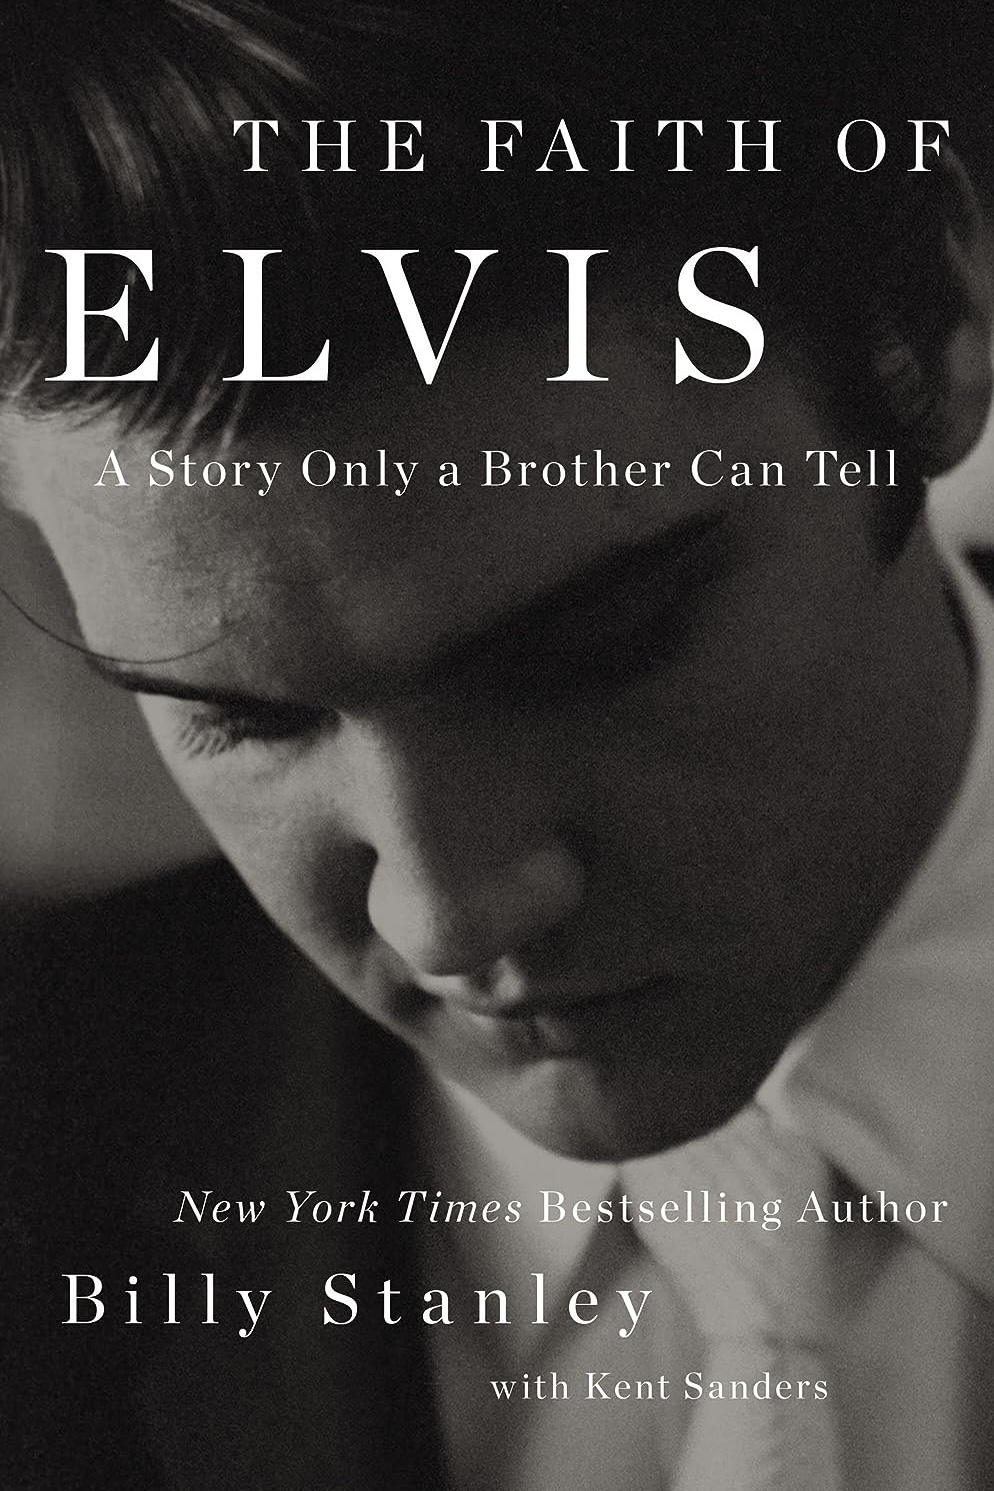 THE FAITH OF
ELVIS
A Story Only a Brother Can Tell
New York Times Bestselling Author
Billy Stanley
with Kent Sanders